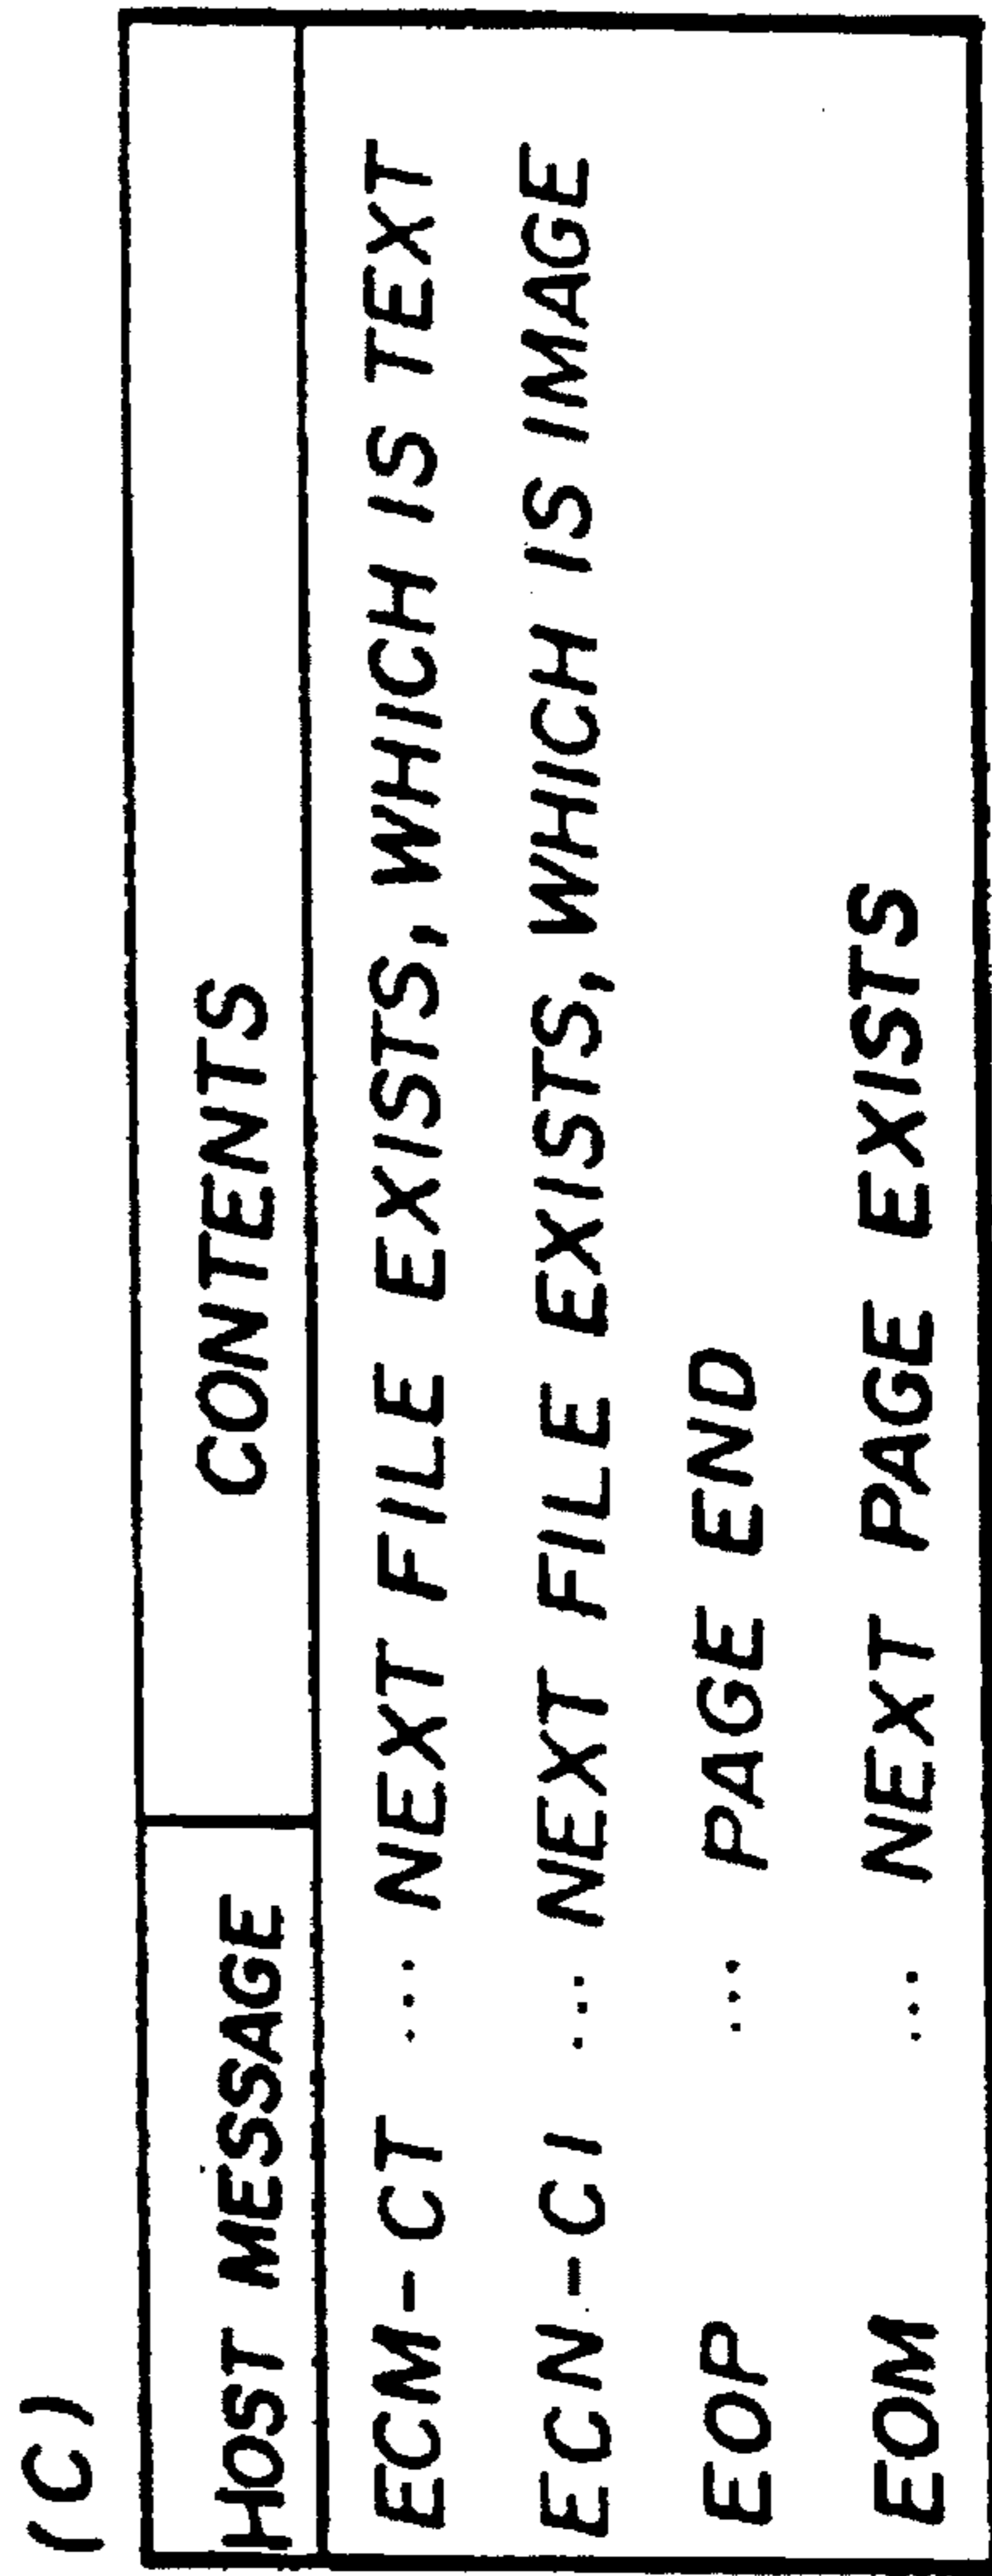 (C)
HOST MESSAGE CONTENTS
ECM-CT ... NEXT FILE EXISTS, WHICH IS TEXT
ECN-CI ... NEXT FILE EXISTS, WHICH IS IMAGE
EOP ... PAGE END
EOM ... NEXT PAGE EXISTS